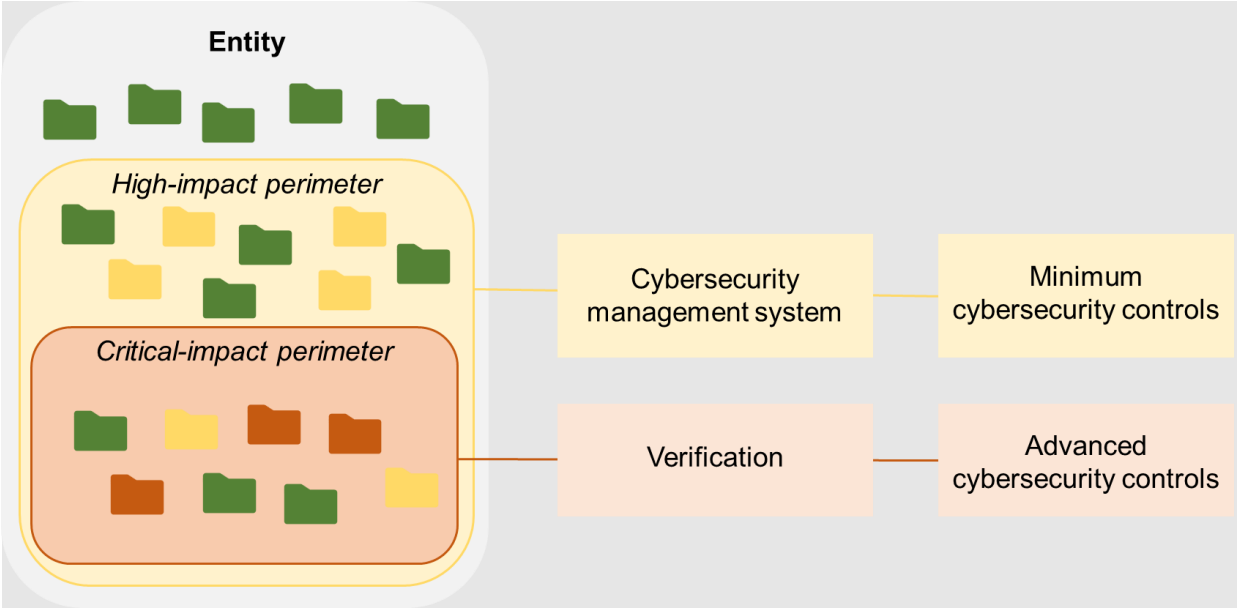 Entity
High-impact perimeter
Critical-impact perimeter
Cybersecurity
management system
Minimum
cybersecurity controls
Verification
Advanced
cybersecurity controls